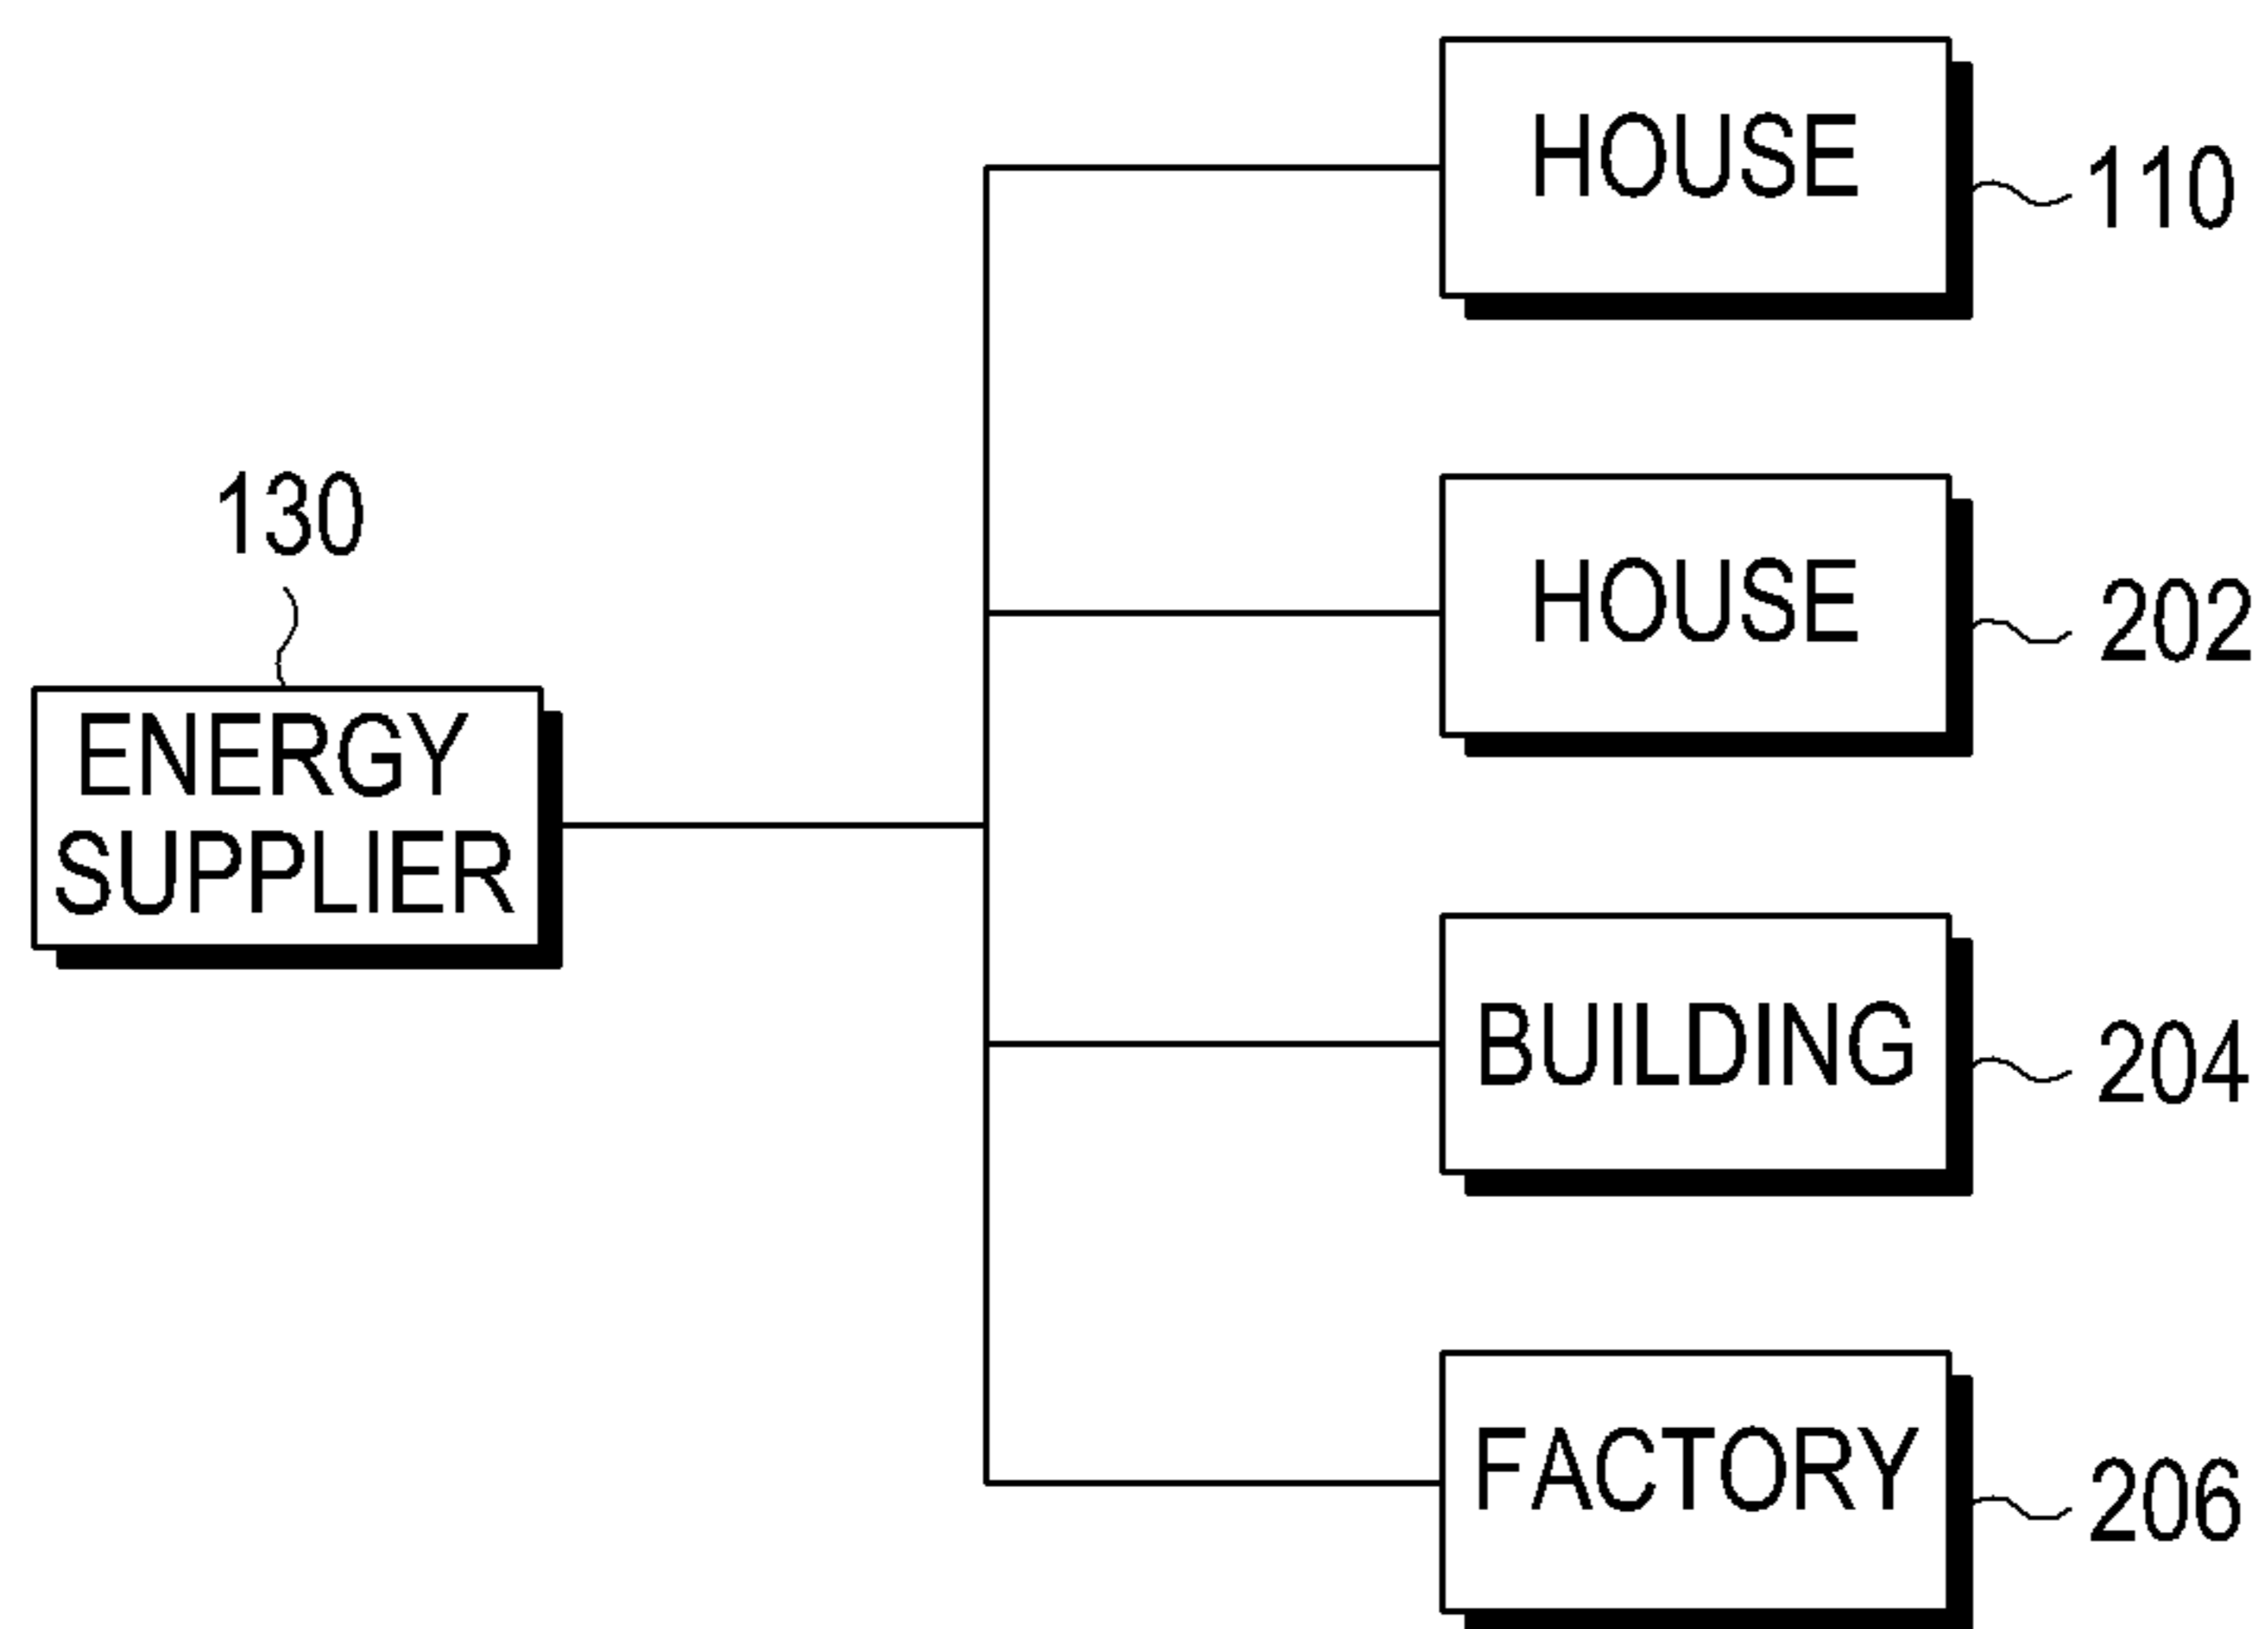 HOUSE
110
HOUSE
202
130
ENERGY
SUPPLIER
BUILDING
204
FACTORY
206